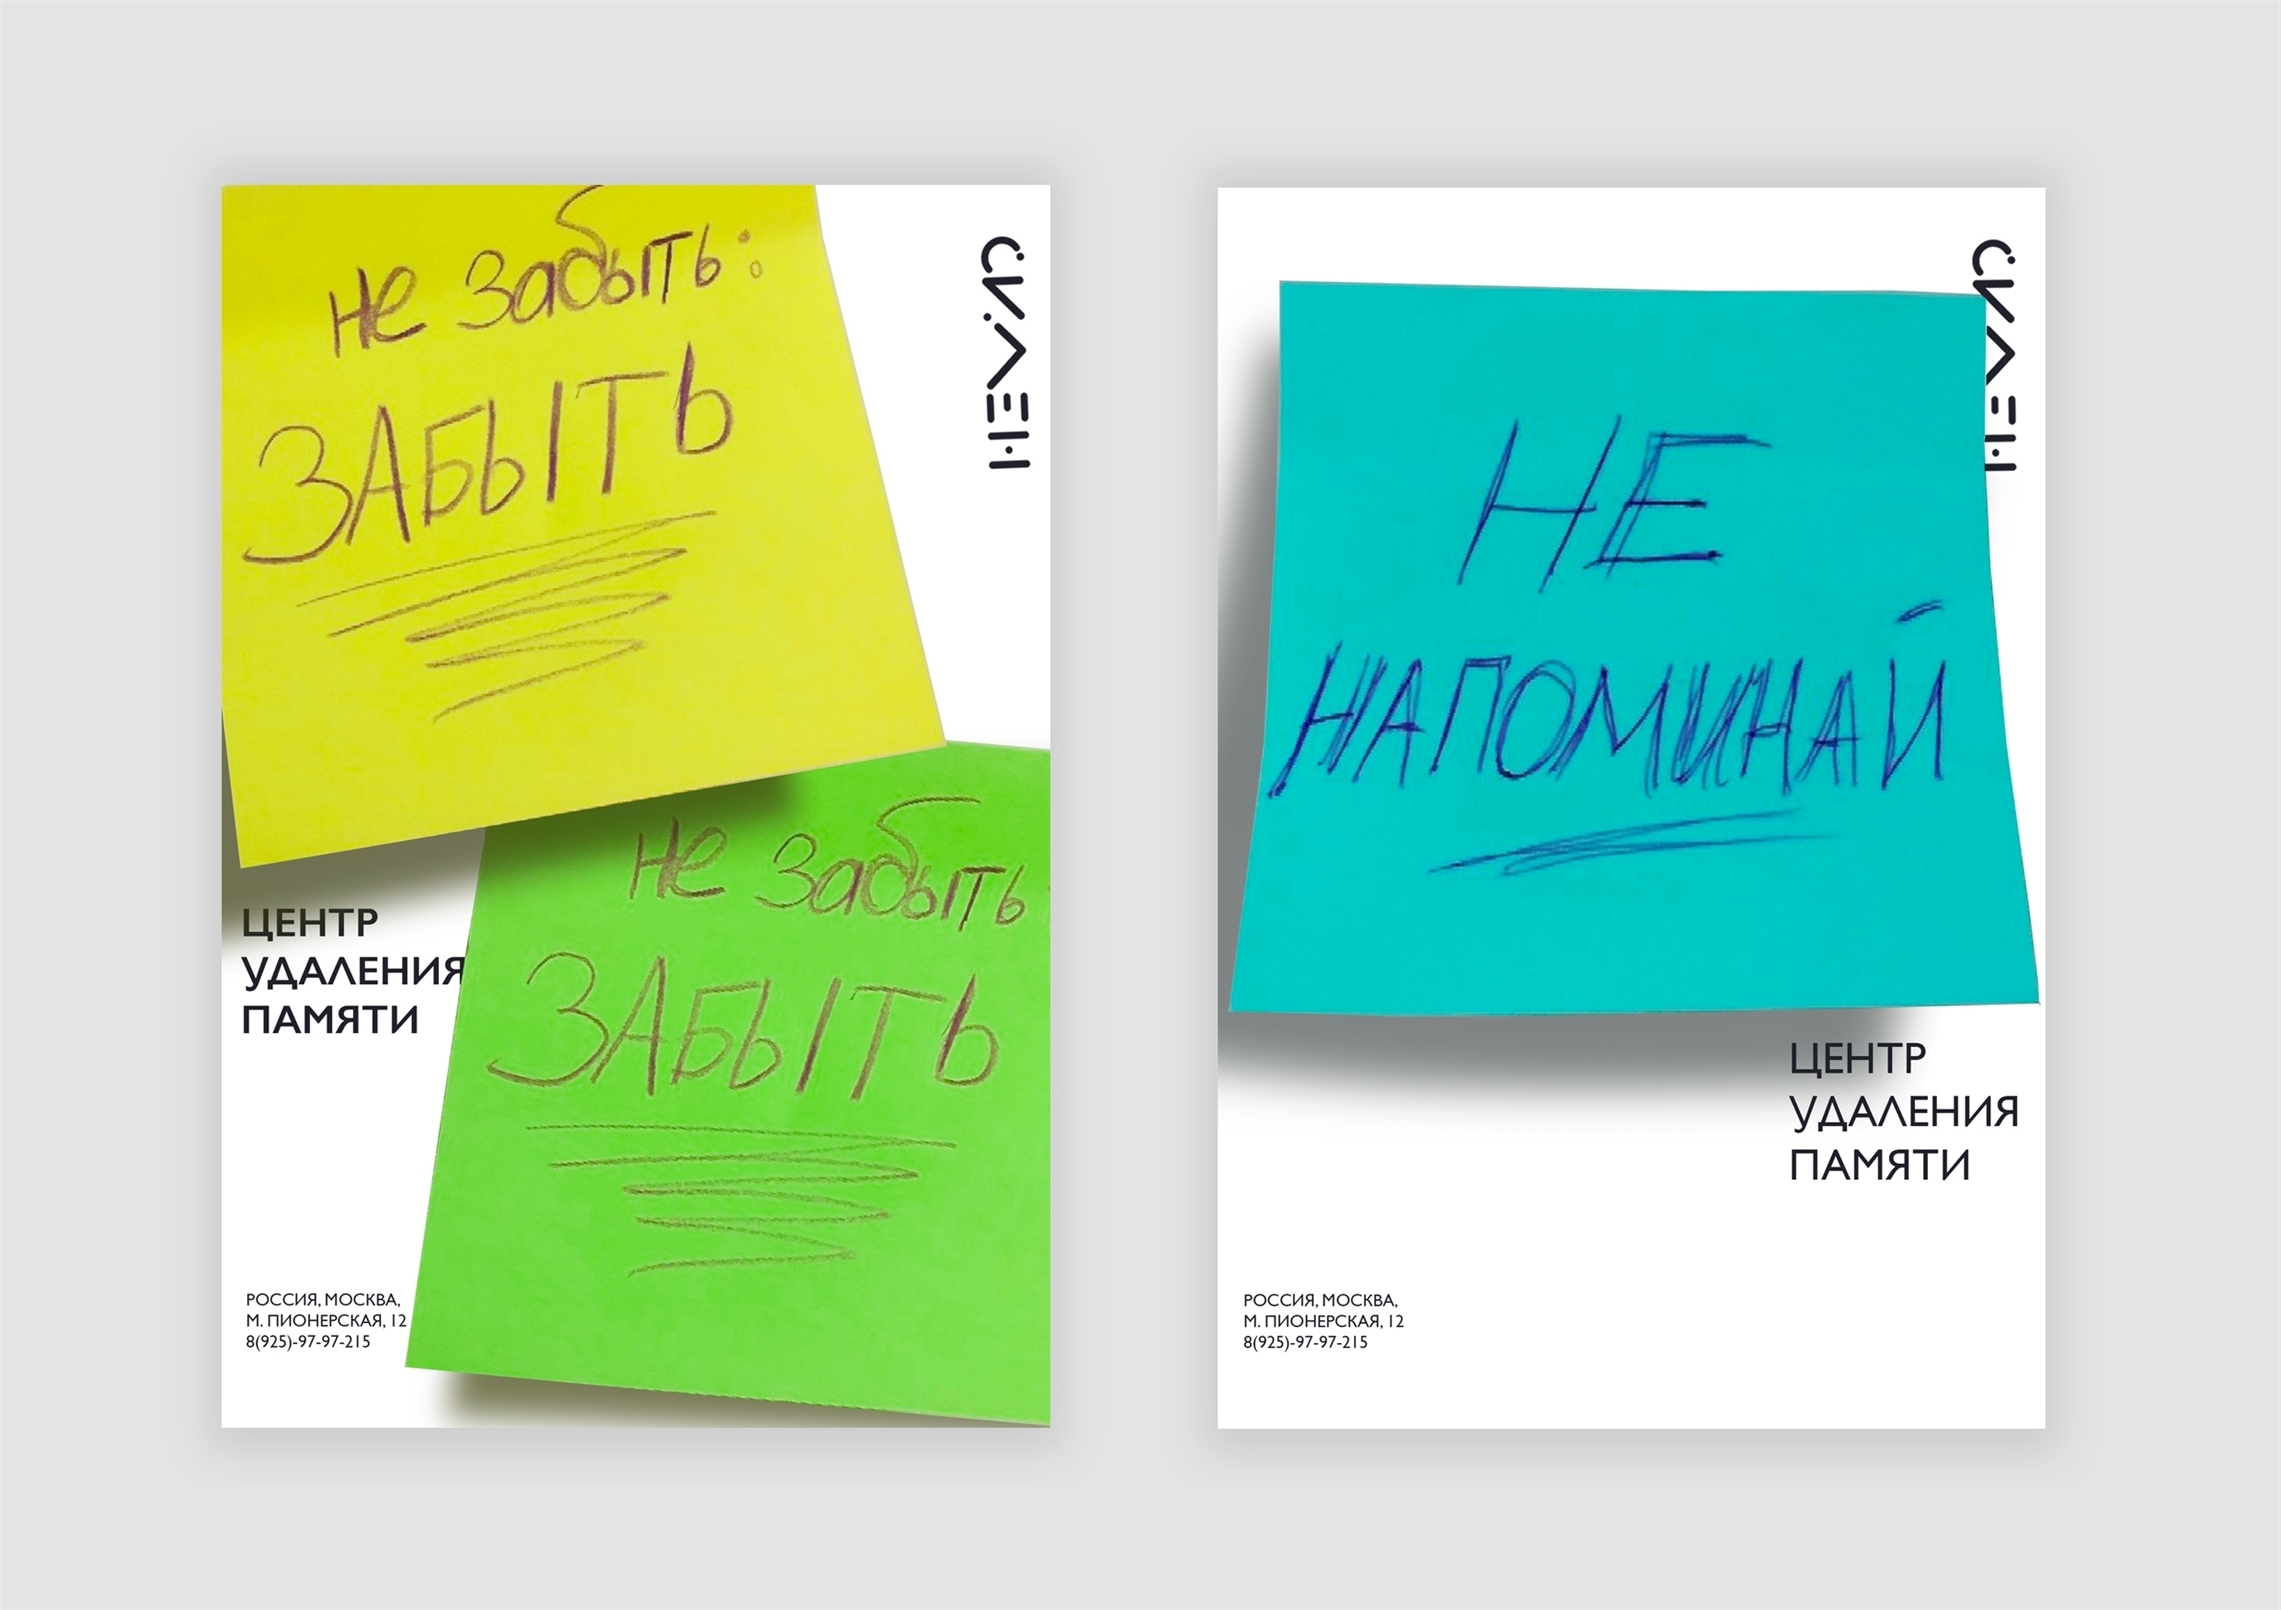 Не забыть:
ЗАБЫТЬ
Не забыть
ЗАБЫТЬ
ЦЕНТР
УДАЛЕНИЯ
ПАМЯТИ
РОССИЯ, МОСКВА,
М. ПИОНЕРСКАЯ, 12
8(925)-97-97-215
НЕ
НАПОМИНАЙ
ЦЕНТР
УДАЛЕНИЯ
ПАМЯТИ
РОССИЯ, МОСКВА,
М. ПИОНЕРСКАЯ, 12
8(925)-97-97-215